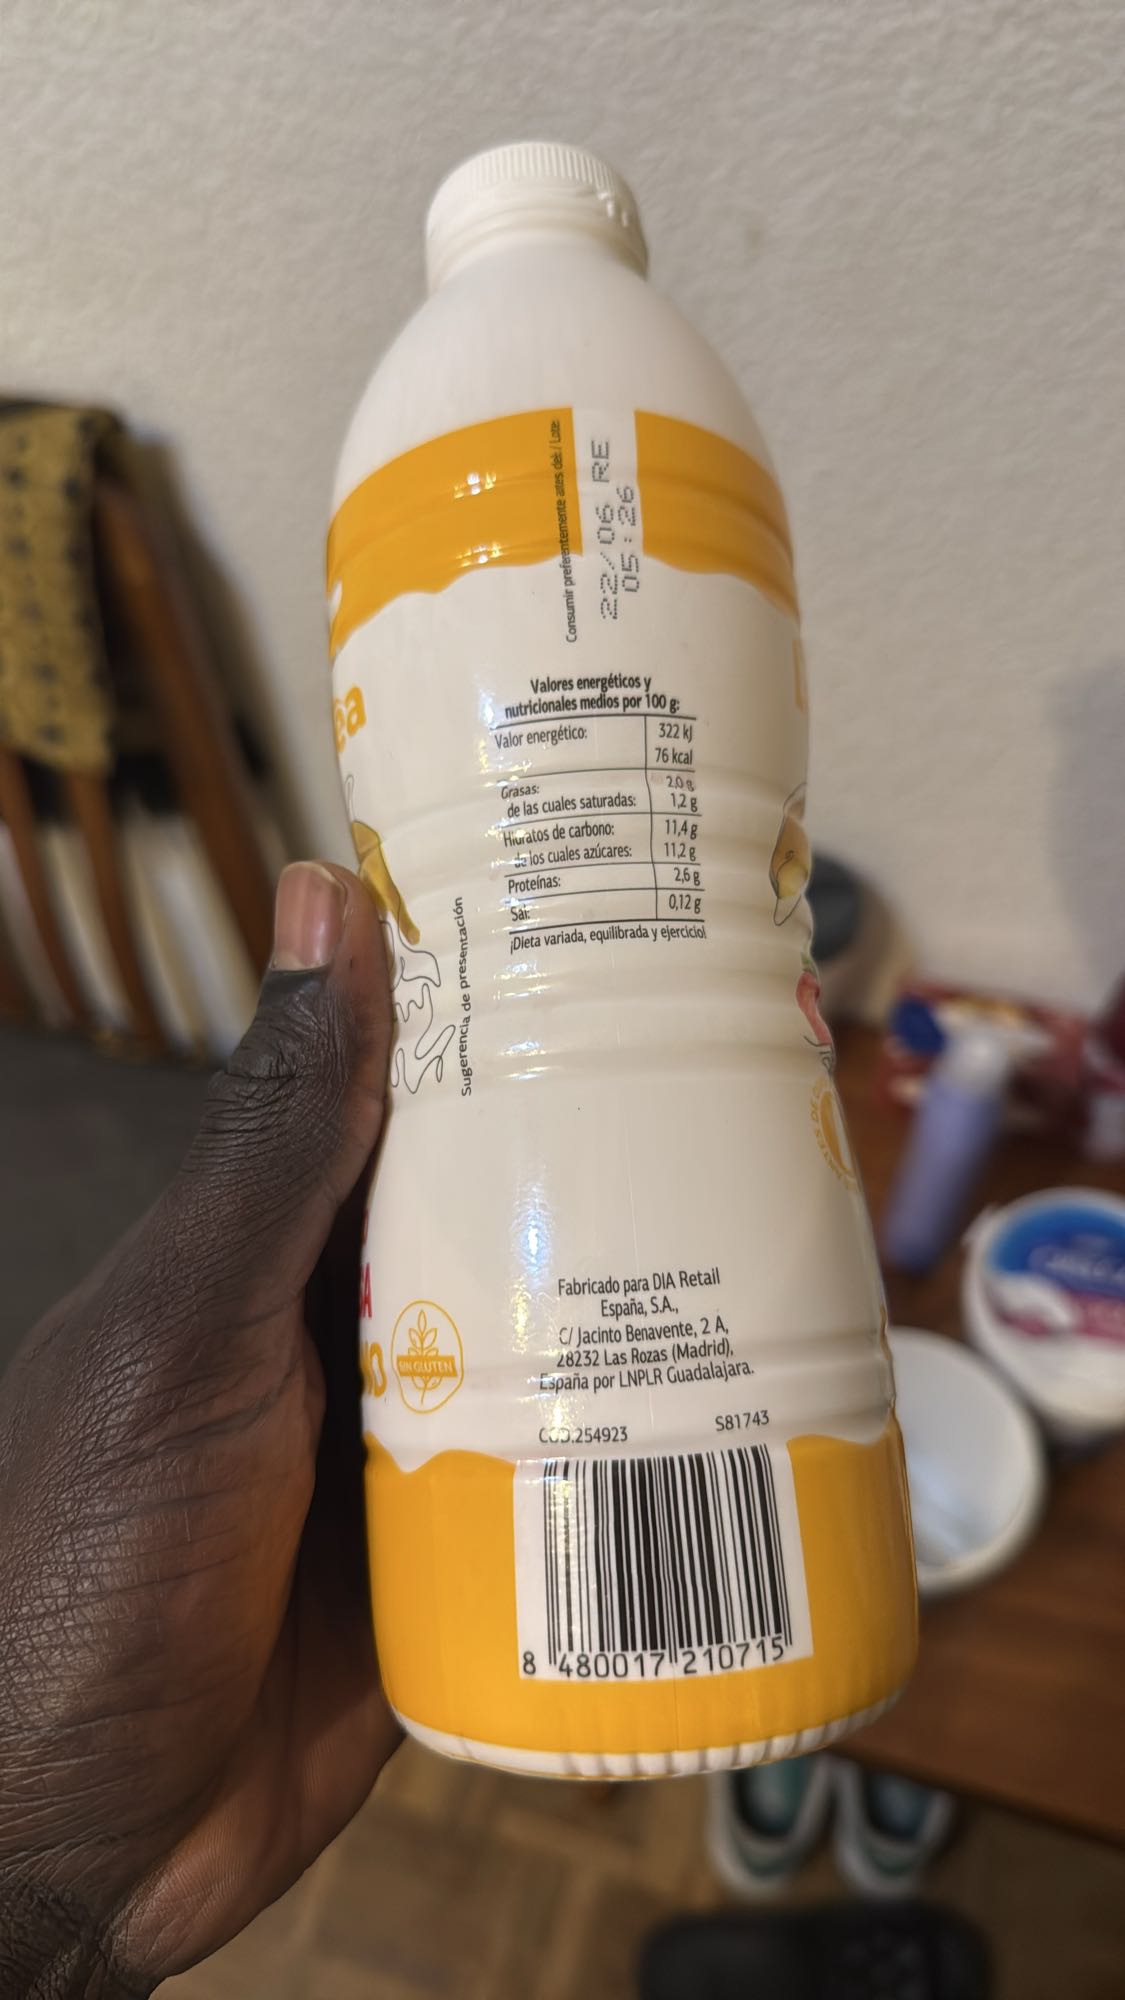 Consumir preferentemente antes del: / Lote:
22/06 RE
05:26
Valores energéticos y
nutricionales medios por 100 g:
Valor energético: 322 kJ
76 kcal
Grasas: 2,0 g
de las cuales saturadas: 1,2 g
Hidratos de carbono: 11,4 g
de los cuales azúcares: 11,2 g
Proteínas: 2,6 g
Sal: 0,12 g
¡Dieta variada, equilibrada y ejercicio!
Sugerencia de presentación
SIN GLUTEN
Fabricado para DIA Retail
España, S.A.,
C/ Jacinto Benavente, 2 A,
28232 Las Rozas (Madrid),
España por LNPLR Guadalajara.
COD.254923 S81743
8 480017 210715